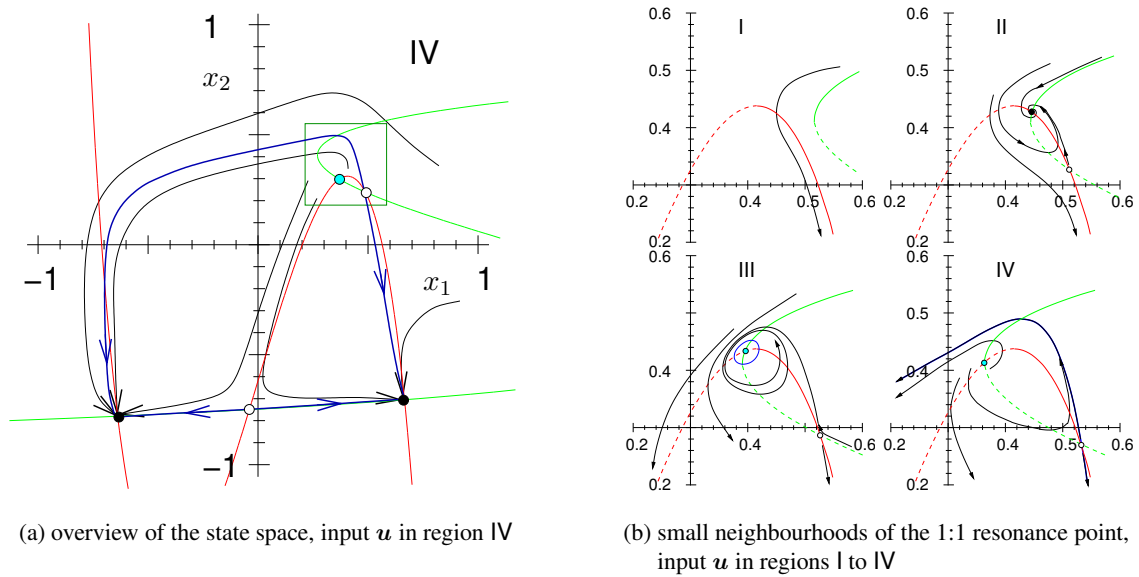 1
IV
x₂
−1
x₁
1
−1
(a) overview of the state space, input u in region IV
0.6
I
0.5
0.4
0.2
0.6
II
0.5
0.4
0.2
0.2 0.4 0.5 0.6
III
0.6
0.5
0.4
0.2
0.2 0.4 0.5 0.6
IV
0.6
0.5
0.4
0.2
0.2 0.4 0.5 0.6
(b) small neighbourhoods of the 1:1 resonance point,
input u in regions I to IV